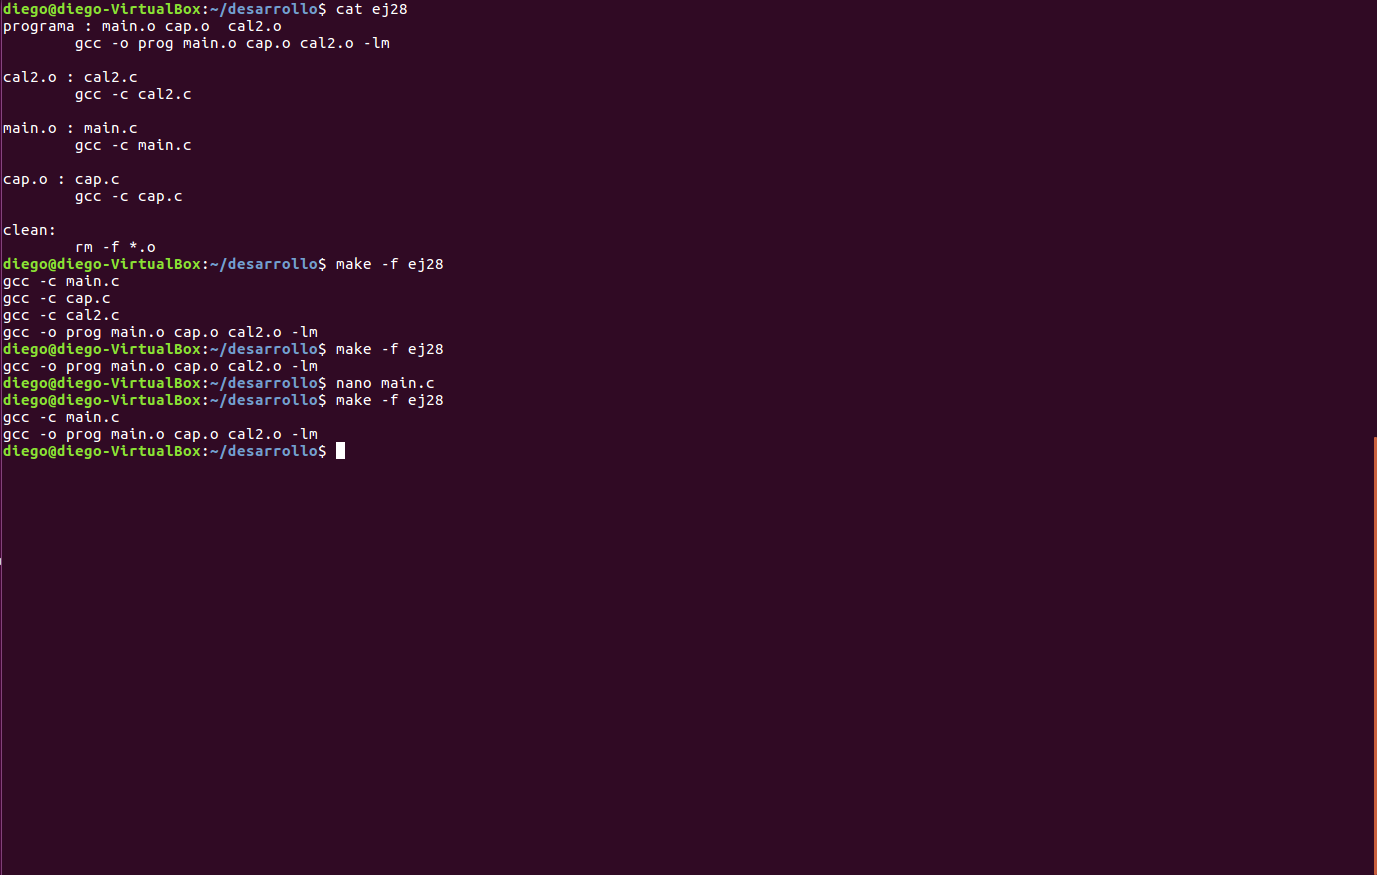 diego@diego-VirtualBox:~/desarrollo$ cat ej28
programa : main.o cap.o  cal2.o
        gcc -o prog main.o cap.o cal2.o -lm

cal2.o : cal2.c
        gcc -c cal2.c

main.o : main.c
        gcc -c main.c

cap.o : cap.c
        gcc -c cap.c

clean:
        rm -f *.o
diego@diego-VirtualBox:~/desarrollo$ make -f ej28
gcc -c main.c
gcc -c cap.c
gcc -c cal2.c
gcc -o prog main.o cap.o cal2.o -lm
diego@diego-VirtualBox:~/desarrollo$ make -f ej28
gcc -o prog main.o cap.o cal2.o -lm
diego@diego-VirtualBox:~/desarrollo$ nano main.c
diego@diego-VirtualBox:~/desarrollo$ make -f ej28
gcc -c main.c
gcc -o prog main.o cap.o cal2.o -lm
diego@diego-VirtualBox:~/desarrollo$